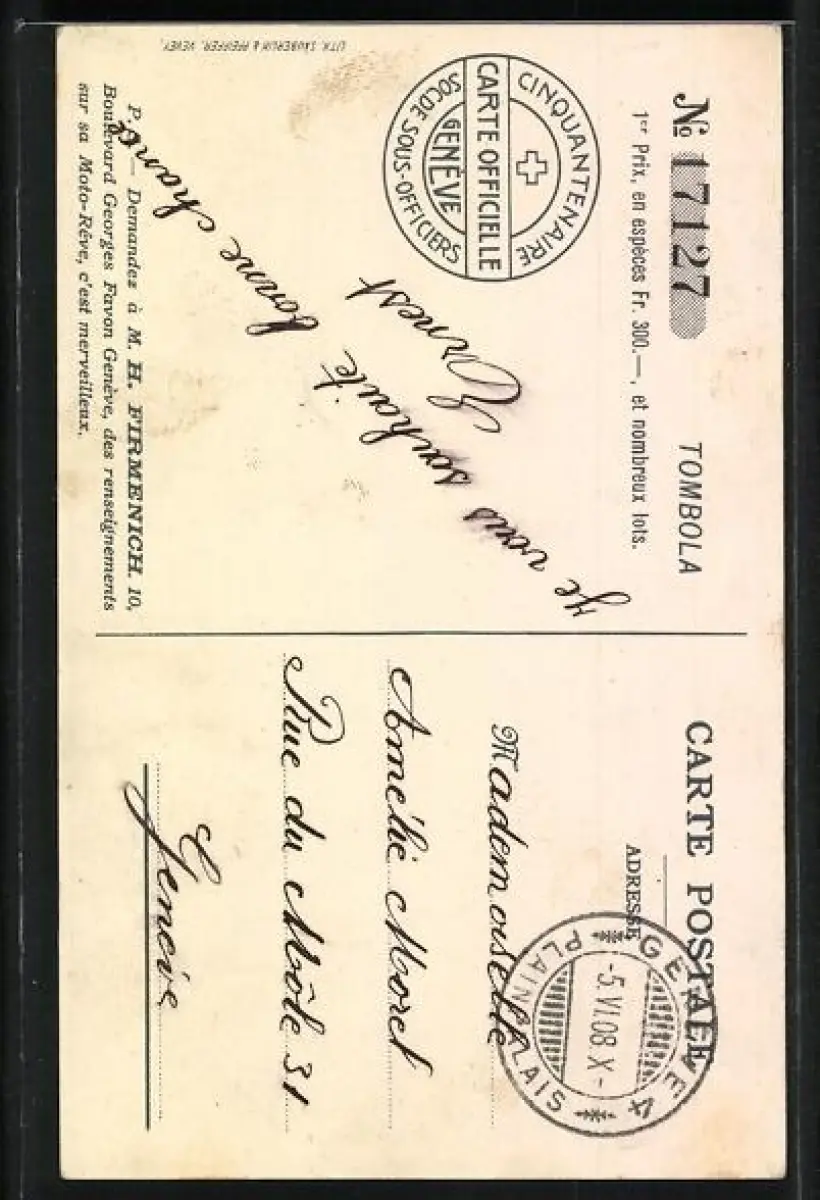 № 17127 TOMBOLA
1er Prix, en espèces Fr. 300.—, et nombreux lots.
CINQUANTENAIRE
CARTE OFFICIELLE
GENÈVE
SOC. DE SOUS-OFFICIERS
je vous souhaite bonne chance
Ernest
P. S. — Demandez à M. H. FIRMENICH. 10,
Boulevard Georges Favon Genève, des renseignements
sur sa Moto-Rêve, c'est merveilleux.
LITH. SÄUBERLIN & PFEIFFER, VEVEY.
CARTE POSTALE
ADRESSE
GENÈVE
-5.VI.08.X-
PLAINPALAIS
Mademoiselle
Amélie Morel
Rue du Môle 31
Genève